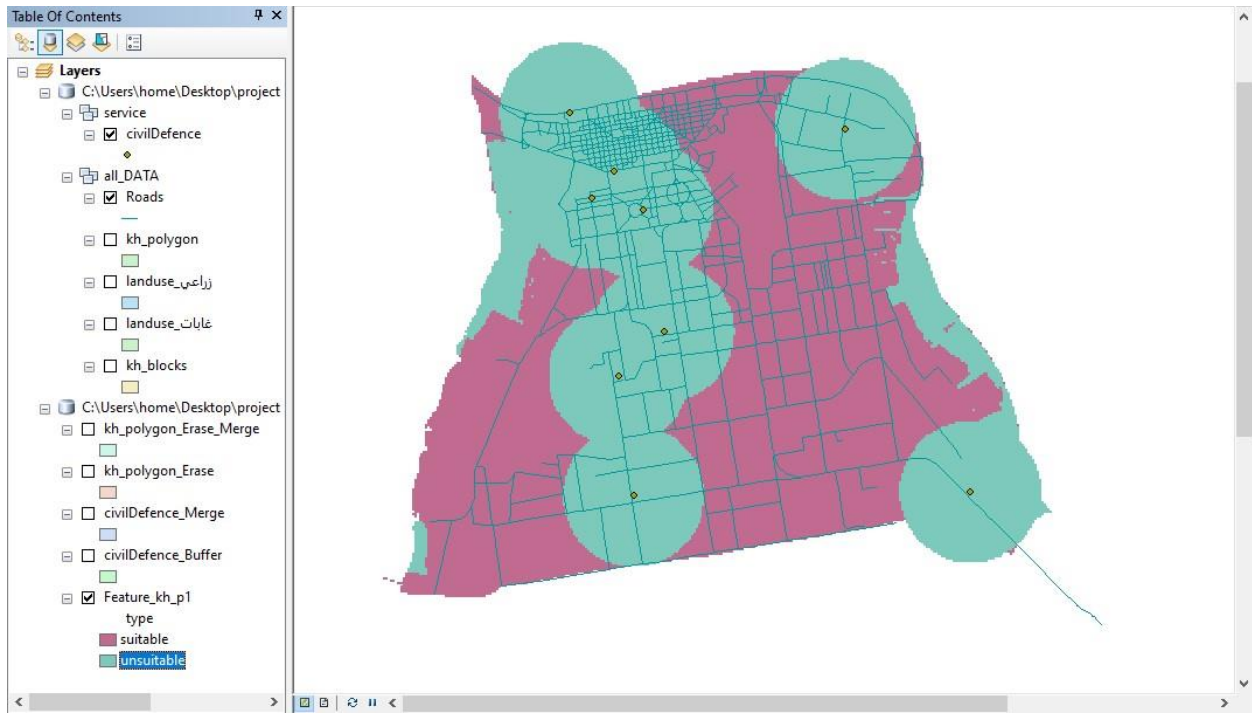 Table Of Contents
Layers
C:\Users\home\Desktop\project
service
civilDefence
all_DATA
Roads
kh_polygon
landuse_زراعي
landuse_غابات
kh_blocks
C:\Users\home\Desktop\project
kh_polygon_Erase_Merge
kh_polygon_Erase
civilDefence_Merge
civilDefence_Buffer
Feature_kh_p1
type
suitable
unsuitable